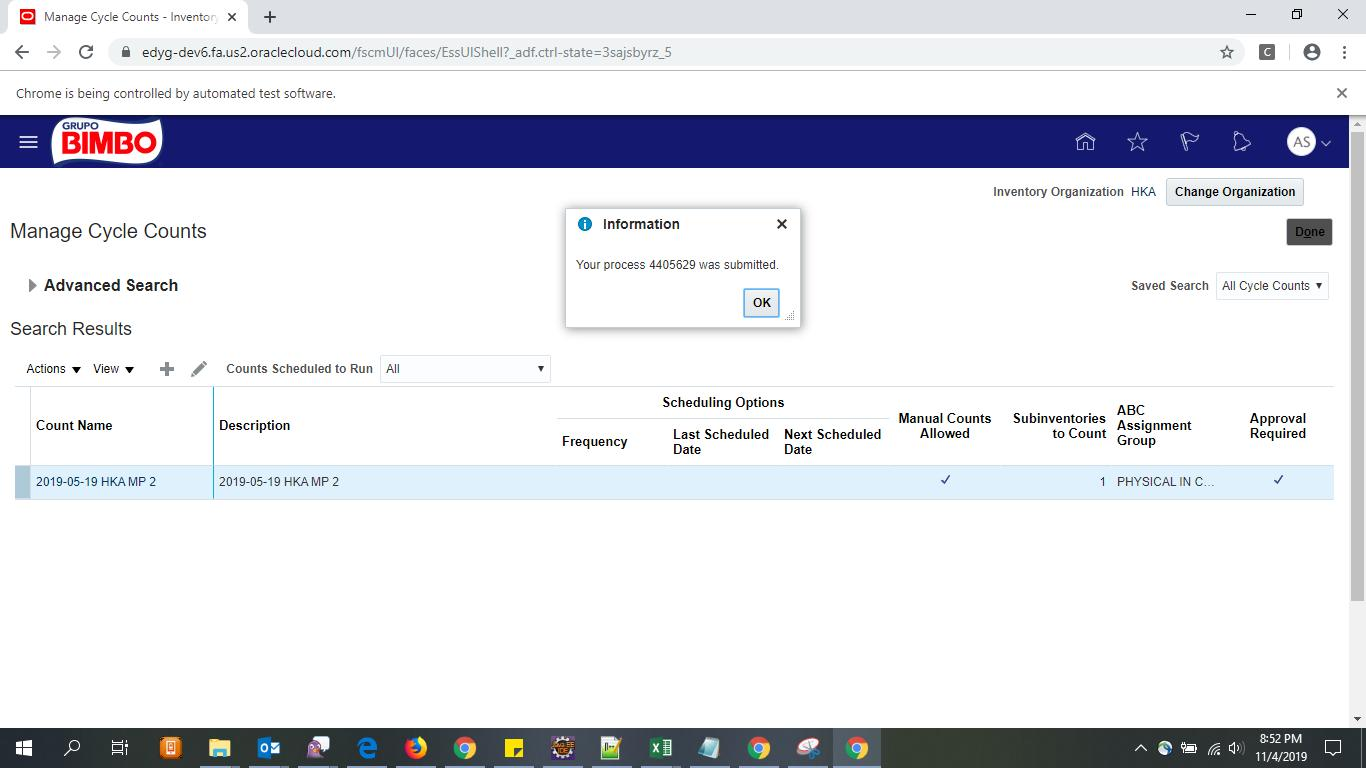 Manage Cycle Counts - Inventory
edyg-dev6.fa.us2.oraclecloud.com/fscmUI/faces/EssUIShell?_adf.ctrl-state=3sajsbyrz_5
C
Chrome is being controlled by automated test software.
GRUPO
BIMBO
AS
Inventory Organization HKA Change Organization
Manage Cycle Counts
Done
Information
Your process 4405629 was submitted.
OK
Advanced Search
Saved Search All Cycle Counts
Search Results
Actions View Counts Scheduled to Run All
Scheduling Options
Count Name
Description
Frequency
Last Scheduled
Date
Next Scheduled
Date
Manual Counts
Allowed
Subinventories
to Count
ABC
Assignment
Group
Approval
Required
2019-05-19 HKA MP 2 2019-05-19 HKA MP 2 1 PHYSICAL IN C...
8:52 PM
11/4/2019